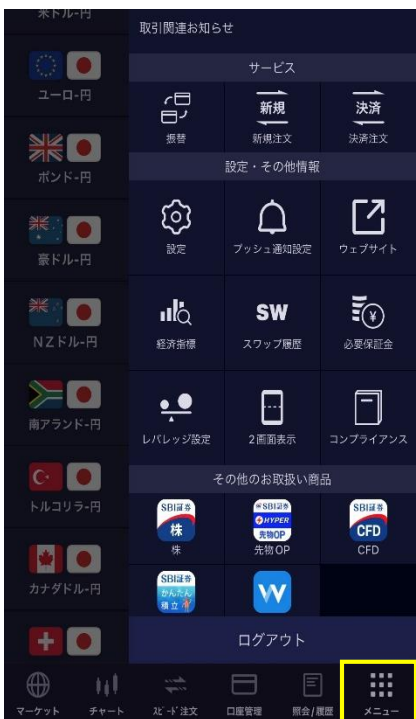 米ドル-円
ユーロ-円
ポンド-円
豪ドル-円
NZドル-円
南アランド-円
トルコリラ-円
カナダドル-円
取引関連お知らせ
サービス
振替
新規
新規注文
決済
決済注文
設定・その他情報
設定
プッシュ通知設定
ウェブサイト
経済指標
SW
スワップ履歴
¥
必要保証金
レバレッジ設定
2画面表示
コンプライアンス
その他のお取扱い商品
SBI証券
株
株
SBI証券
HYPER
先物OP
先物OP
SBI証券
CFD
CFD
SBI証券
かんたん
積立
W
ログアウト
マーケット
チャート
スピード注文
口座管理
照会/履歴
メニュー